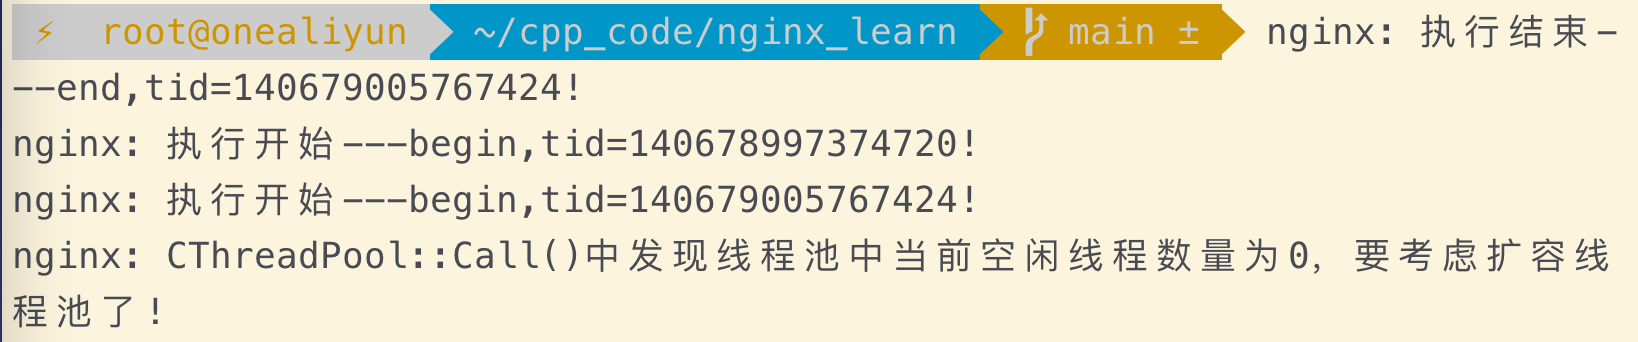 ⚡ root@onealiyun ~/cpp_code/nginx_learn main ± nginx: 执行结束-
--end,tid=140679005767424!
nginx: 执行开始---begin,tid=140678997374720!
nginx: 执行开始---begin,tid=140679005767424!
nginx: CThreadPool::Call()中发现线程池中当前空闲线程数量为0, 要考虑扩容线
程池了!